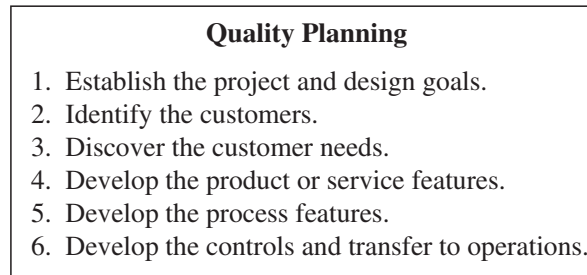 Quality Planning
1. Establish the project and design goals.
2. Identify the customers.
3. Discover the customer needs.
4. Develop the product or service features.
5. Develop the process features.
6. Develop the controls and transfer to operations.